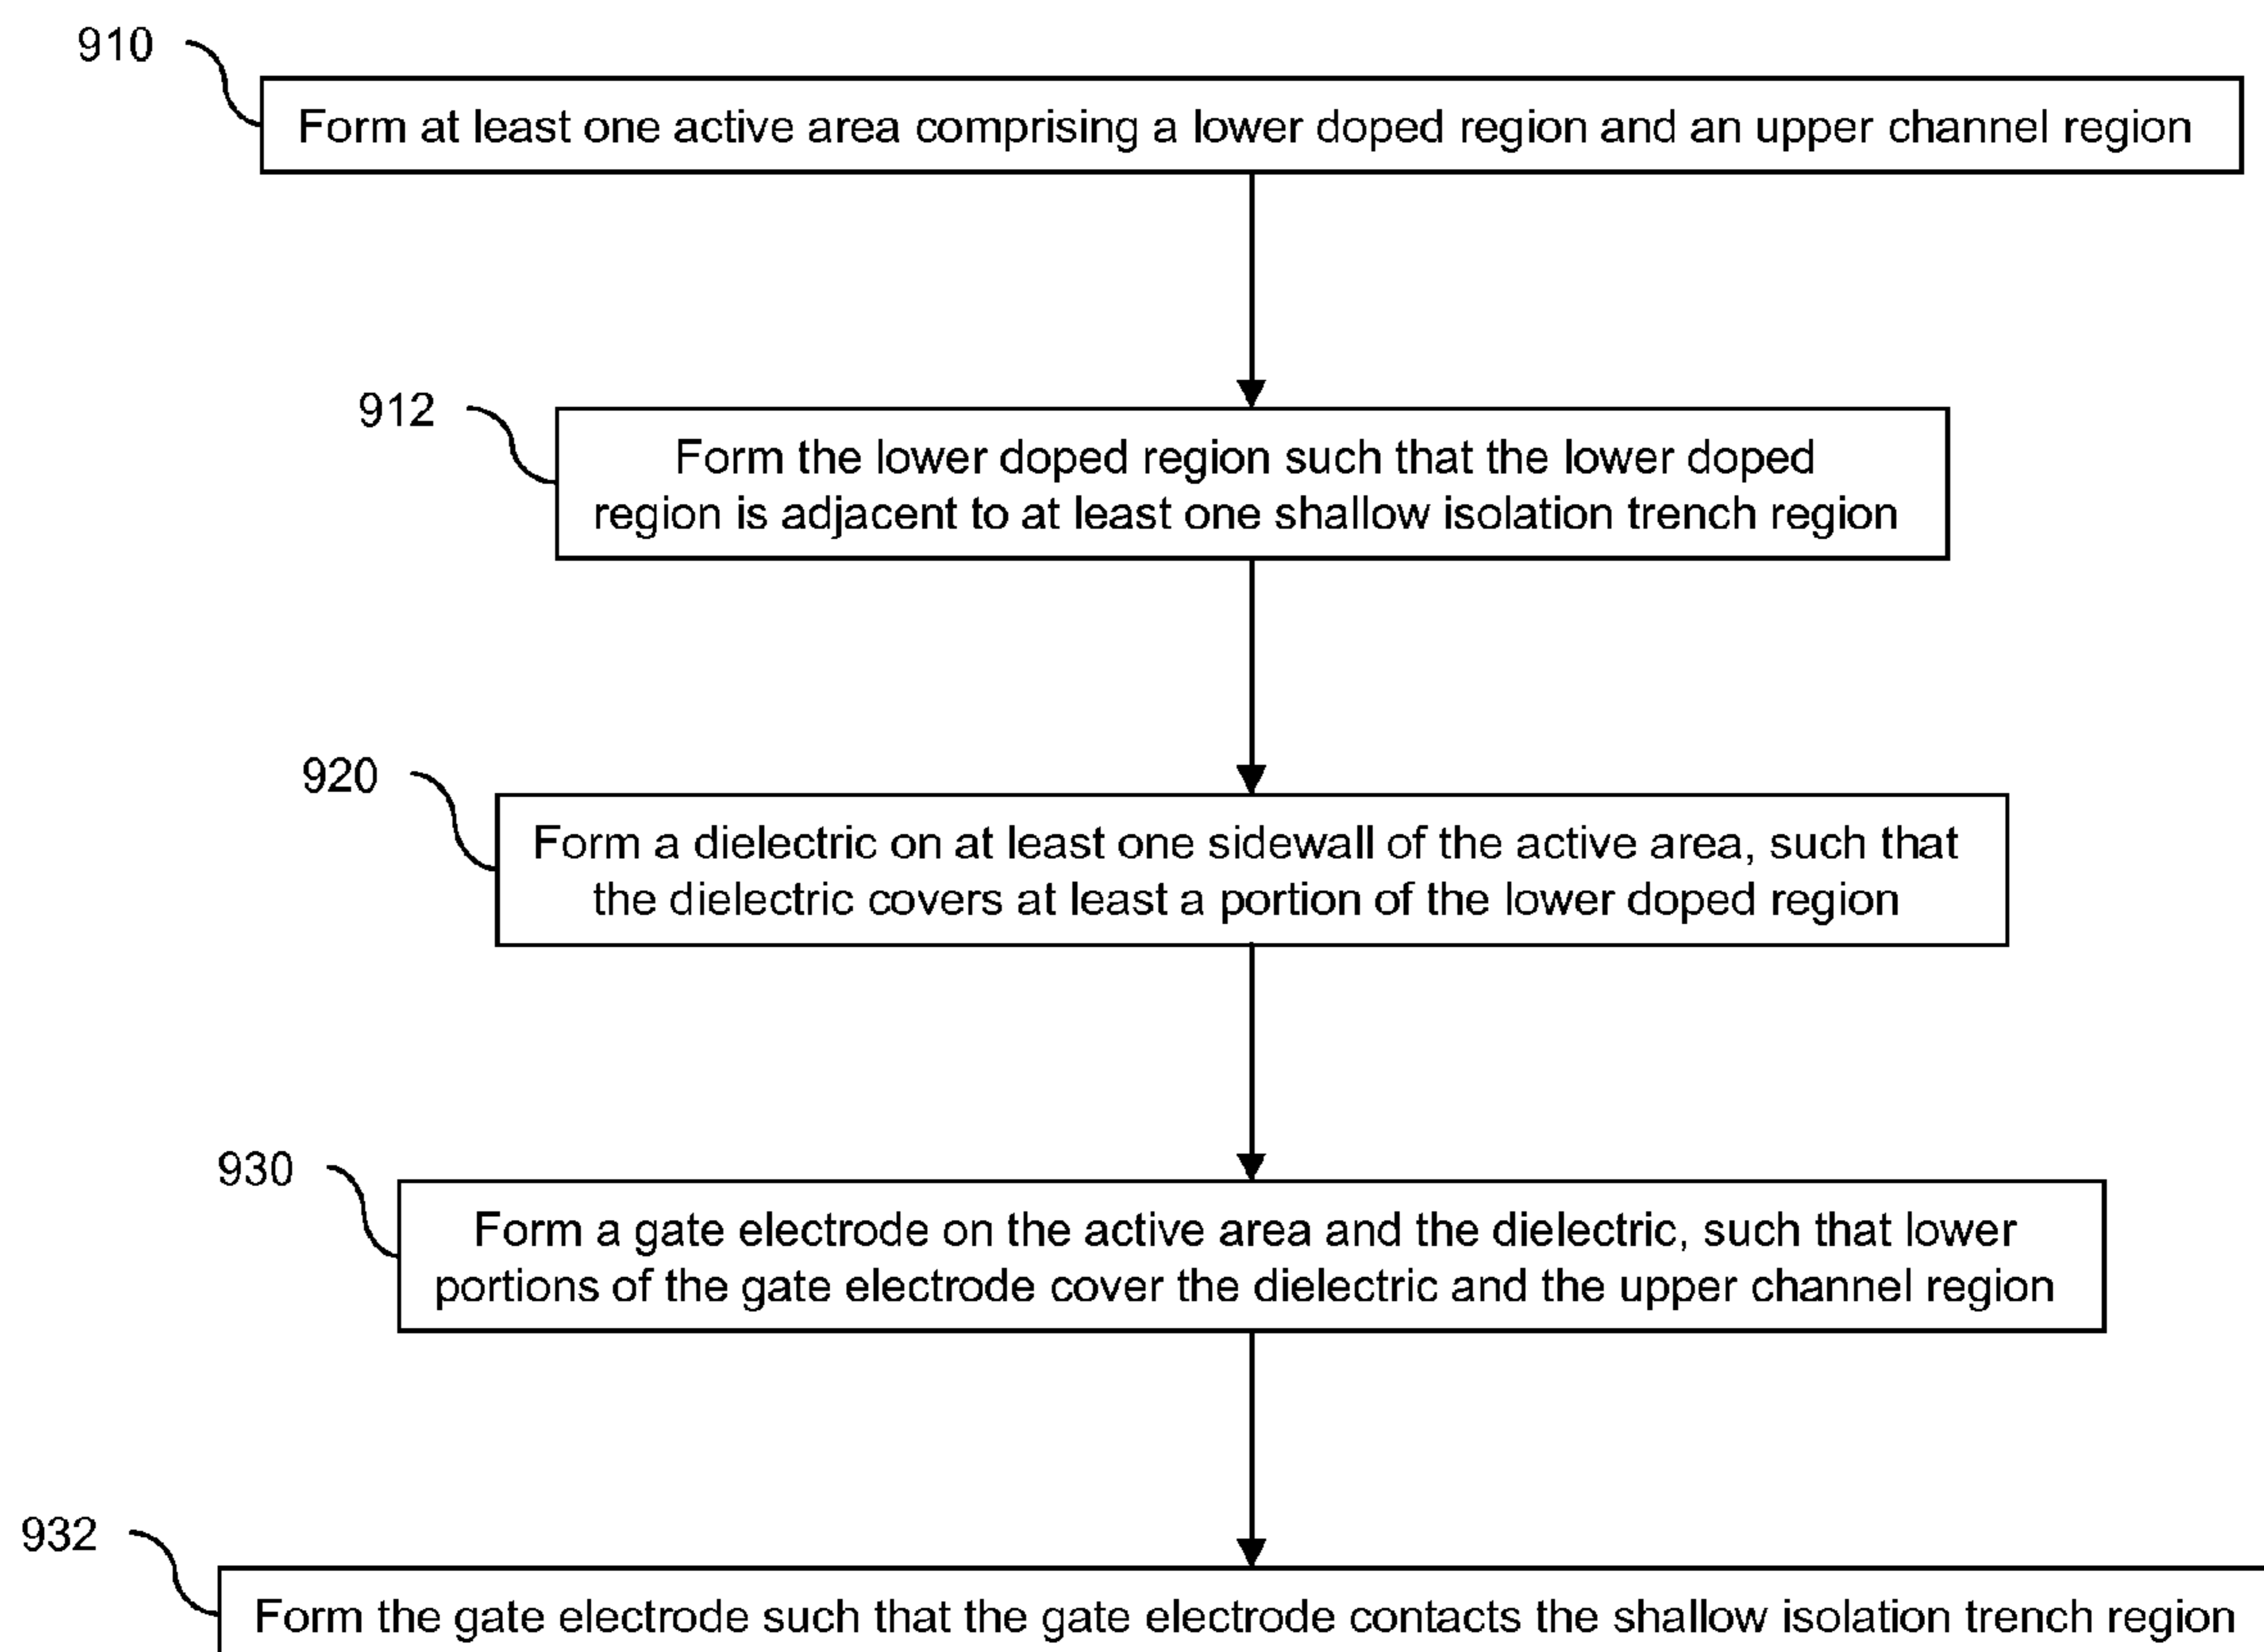 910
Form at least one active area comprising a lower doped region and an upper channel region
912
Form the lower doped region such that the lower doped
region is adjacent to at least one shallow isolation trench region
920
Form a dielectric on at least one sidewall of the active area, such that
the dielectric covers at least a portion of the lower doped region
930
Form a gate electrode on the active area and the dielectric, such that lower
portions of the gate electrode cover the dielectric and the upper channel region
932
Form the gate electrode such that the gate electrode contacts the shallow isolation trench region